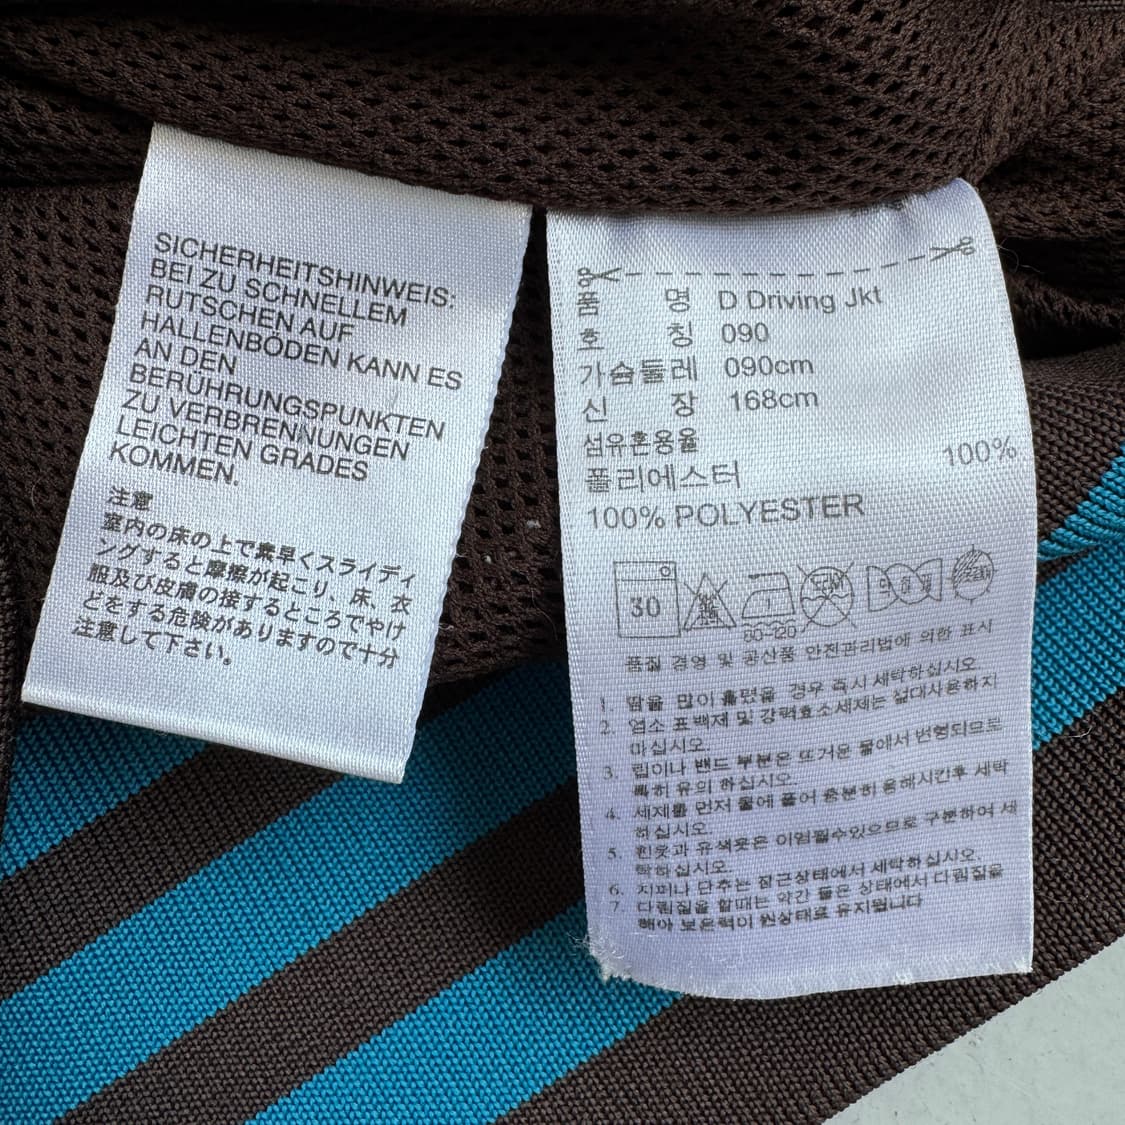 SICHERHEITSHINWEIS:
BEI ZU SCHNELLEM
RUTSCHEN AUF
HALLENBÖDEN KANN ES
AN DEN
BERÜHRUNGSPUNKTEN
ZU VERBRENNUNGEN
LEICHTEN GRADES
KOMMEN.
注意
室内の床の上で素早くスライディ
ングすると摩擦が起こり、床、衣
服及び皮膚の接するところでやけ
どをする危険がありますので十分
注意して下さい。
품 명 D Driving Jkt
호 칭 090
가슴둘레 090cm
신 장 168cm
섬유혼용율
폴리에스터 100%
100% POLYESTER
30
80-120
품질 경영 및 공산품 안전관리법에 의한 표시
1. 땀을 많이 흘렸을 경우 즉시 세탁하십시오.
2. 염소 표백제 및 강력효소세제는 절대사용하지
마십시오.
3. 립이나 밴드 부분은 뜨거운 물에서 변형되므로
특히 유의 하십시오.
4. 세제를 먼저 물에 풀어 충분히 용해시킨후 세탁
하십시오.
5. 흰옷과 유색옷은 이염될수있으므로 구분하여 세
탁하십시오.
6. 지퍼나 단추는 잠근상태에서 세탁하십시오.
7. 다림질을 할때는 약간 젖은 상태에서 다림질을
해야 보온력이 원상태로 유지됩니다